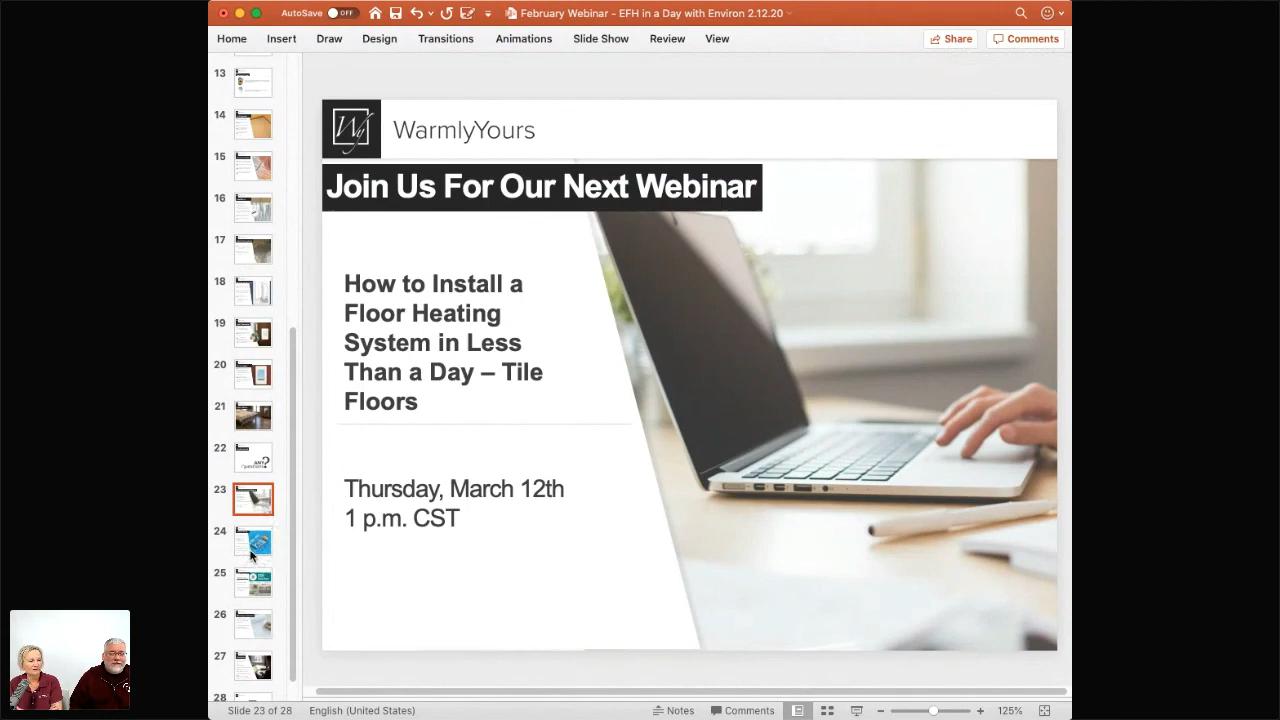 AutoSave OFF
February Webinar - EFH in a Day with Environ 2.12.20
Home Insert Draw Design Transitions Animations Slide Show Review View Share Comments
13
14
15
16
17
18
19
20
21
22
23
24
25
26
27
28
WarmlyYours
Join Us For Our Next Webinar
How to Install a
Floor Heating
System in Less
Than a Day – Tile
Floors
Thursday, March 12th
1 p.m. CST
Slide 23 of 28 English (United States) Notes Comments 125%